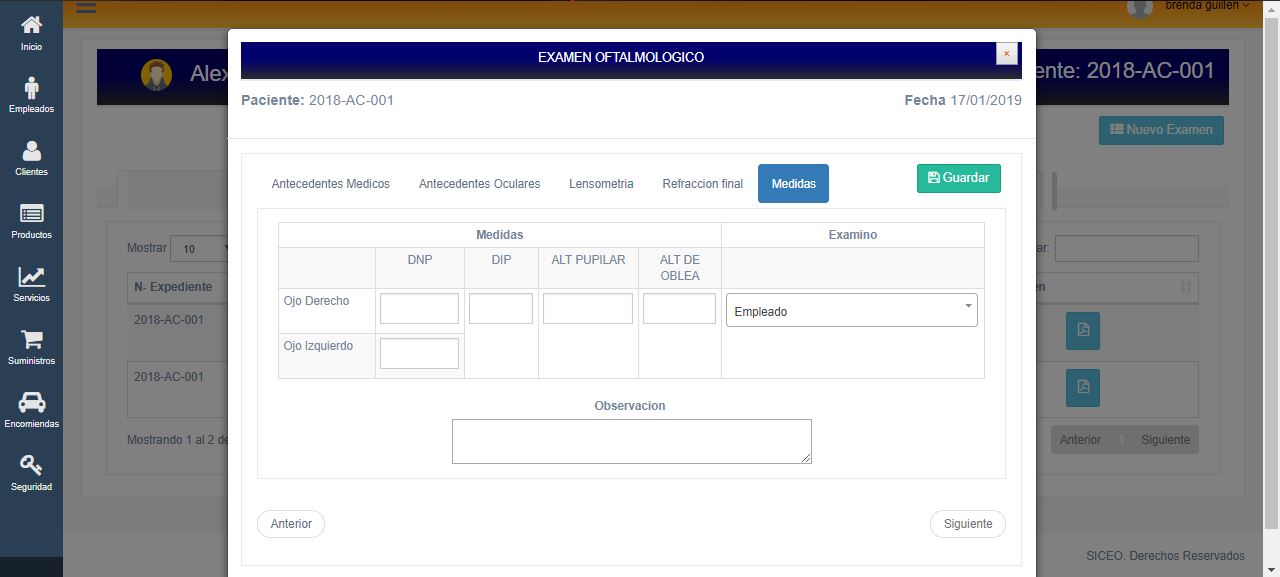 Inicio
Empleados
Clientes
Productos
Servicios
Suministros
Encomiendas
Seguridad
brenda guillen
EXAMEN OFTALMOLOGICO
×
Paciente: 2018-AC-001
Fecha 17/01/2019
ente: 2018-AC-001
Nuevo Examen
Antecedentes Medicos
Antecedentes Oculares
Lensometria
Refraccion final
Medidas
Guardar
Medidas
Examino
DNP
DIP
ALT PUPILAR
ALT DE
OBLEA
Ojo Derecho
Empleado
Ojo Izquierdo
Observacion
Anterior
Siguiente
Alex
Mostrar 10
ar:
N- Expediente
n
2018-AC-001
2018-AC-001
Mostrando 1 al 2 de
Anterior 1 Siguiente
SICEO. Derechos Reservados